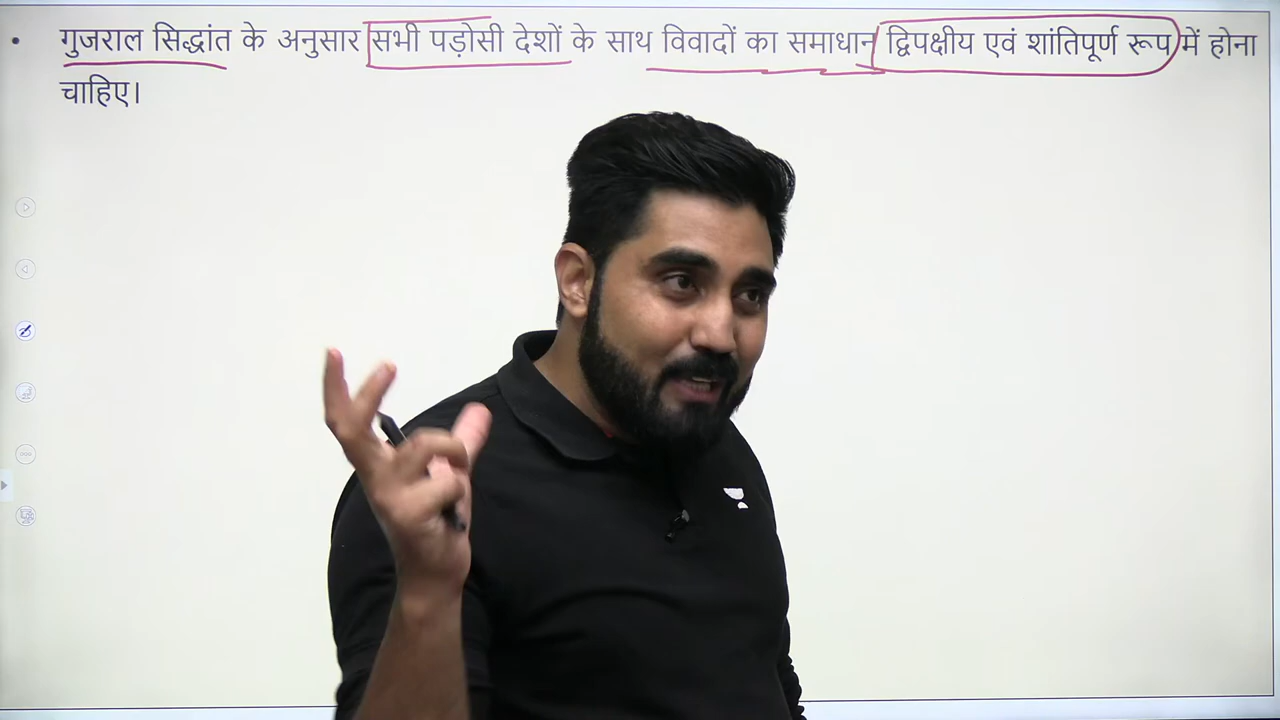 • गुजराल सिद्धांत के अनुसार सभी पड़ोसी देशों के साथ विवादों का समाधान द्विपक्षीय एवं शांतिपूर्ण रूप में होना
चाहिए।